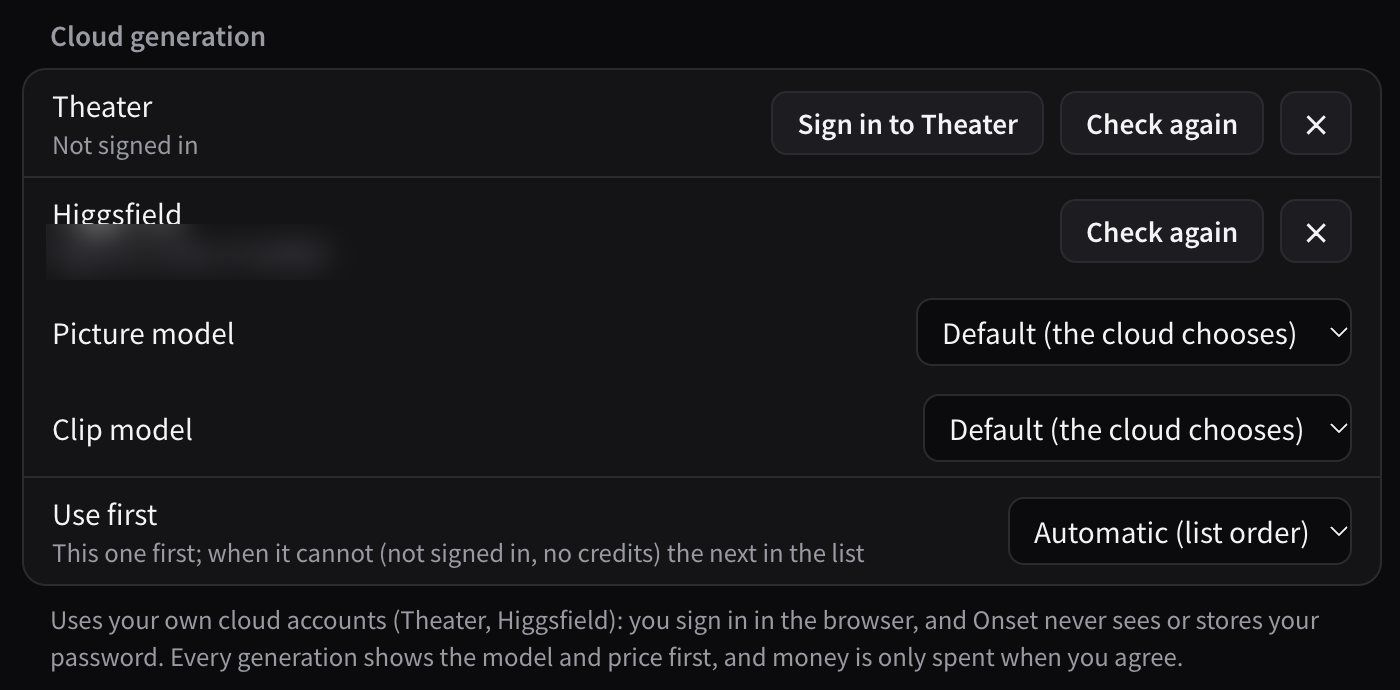 Cloud generation
Theater
Not signed in
Sign in to Theater
Check again
Higgsfield
Check again
Picture model
Default (the cloud chooses)
Clip model
Default (the cloud chooses)
Use first
This one first; when it cannot (not signed in, no credits) the next in the list
Automatic (list order)
Uses your own cloud accounts (Theater, Higgsfield): you sign in in the browser, and Onset never sees or stores your
password. Every generation shows the model and price first, and money is only spent when you agree.